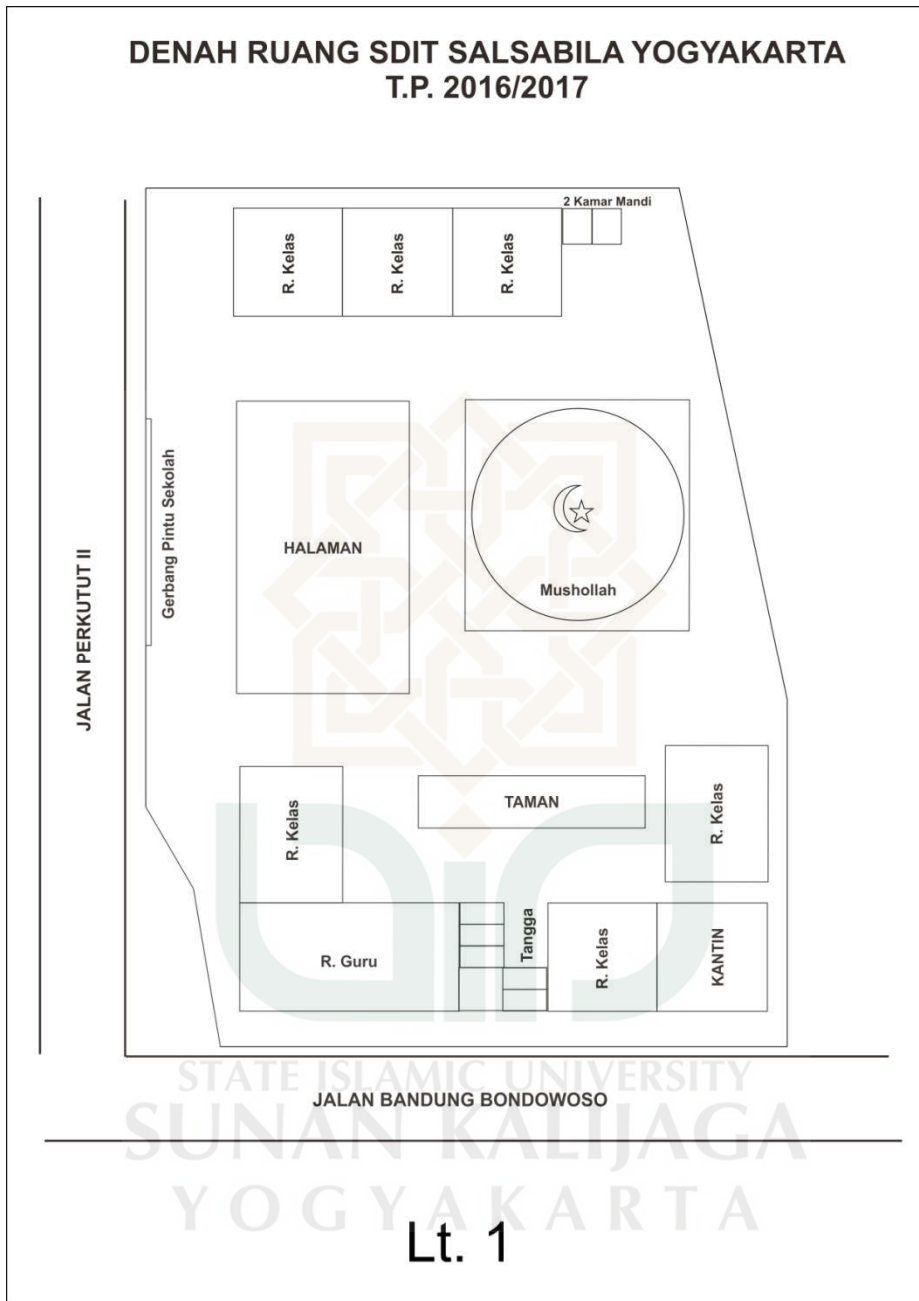 DENAH RUANG SDIT SALSABILA YOGYAKARTA
T.P. 2016/2017
2 Kamar Mandi
R. Kelas
R. Kelas
R. Kelas
Gerbang Pintu Sekolah
JALAN PERKUTUT II
HALAMAN
Mushollah
R. Kelas
TAMAN
R. Kelas
R. Guru
Tangga
R. Kelas
KANTIN
STATE ISLAMIC UNIVERSITY
JALAN BANDUNG BONDOWOSO
SUNAN KALIJAGA
YOGYAKARTA
Lt. 1